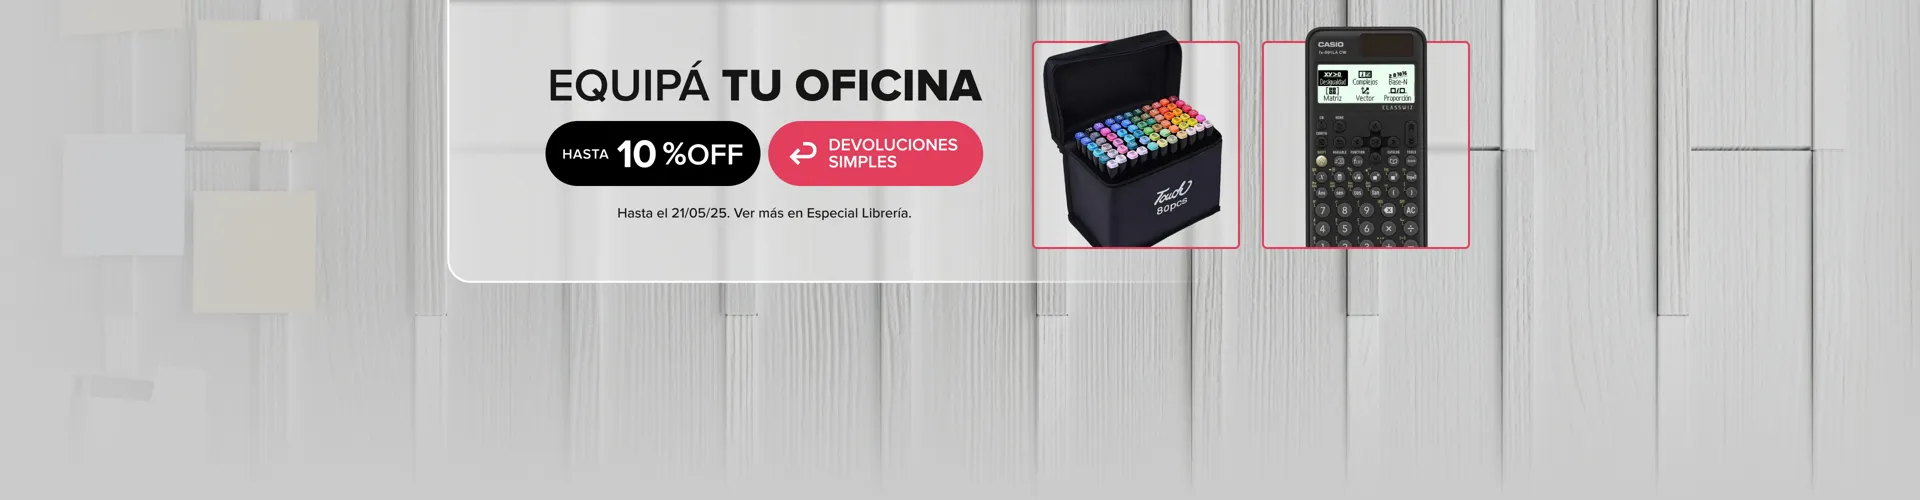 EQUIPÁ TU OFICINA
HASTA 10 %OFF
DEVOLUCIONES
SIMPLES
Hasta el 21/05/25. Ver más en Especial Librería.
Touch
80pcs
CASIO
CLASSWIZ
Desigualdad Complejos Base-N
Matriz Vector Proporción
7 8 9 AC
4 5 6 × ÷